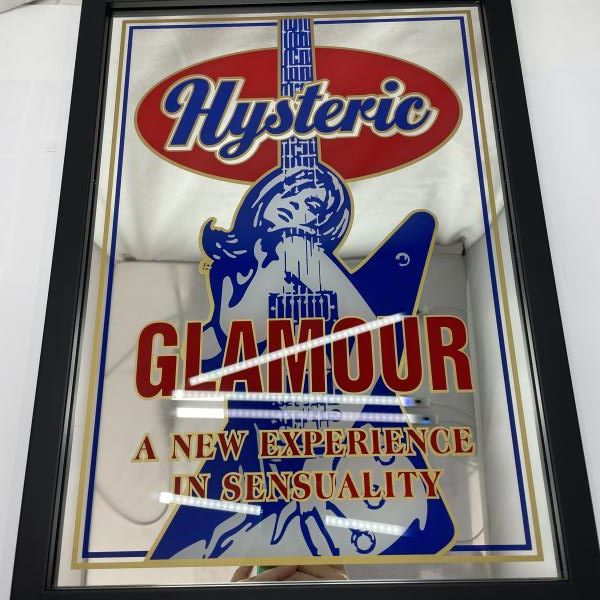 Hysteric
GLAMOUR
A NEW EXPERIENCE
IN SENSUALITY